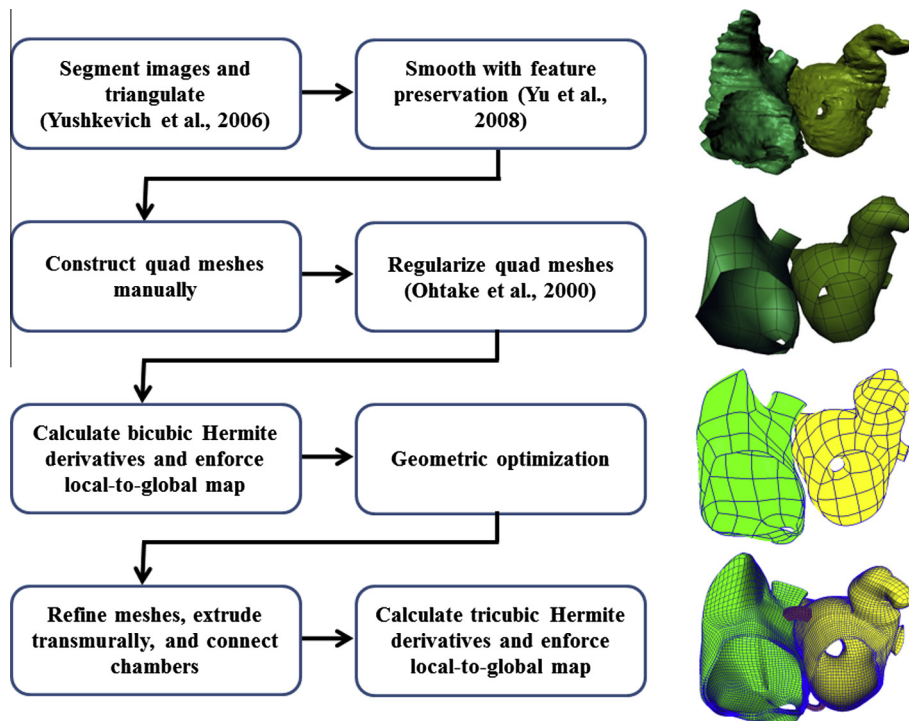 Segment images and
triangulate
(Yushkevich et al., 2006)
Smooth with feature
preservation (Yu et al.,
2008)
Construct quad meshes
manually
Regularize quad meshes
(Ohtake et al., 2000)
Calculate bicubic Hermite
derivatives and enforce
local-to-global map
Geometric optimization
Refine meshes, extrude
transmurally, and connect
chambers
Calculate tricubic Hermite
derivatives and enforce
local-to-global map